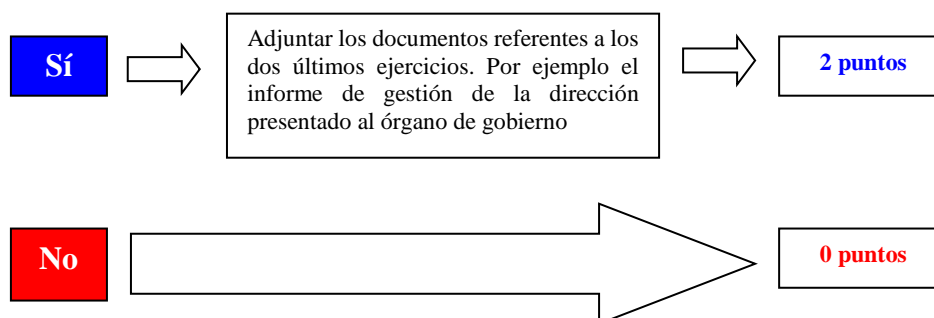 Sí
Adjuntar los documentos referentes a los
dos últimos ejercicios. Por ejemplo el
informe de gestión de la dirección
presentado al órgano de gobierno
2 puntos
No
0 puntos